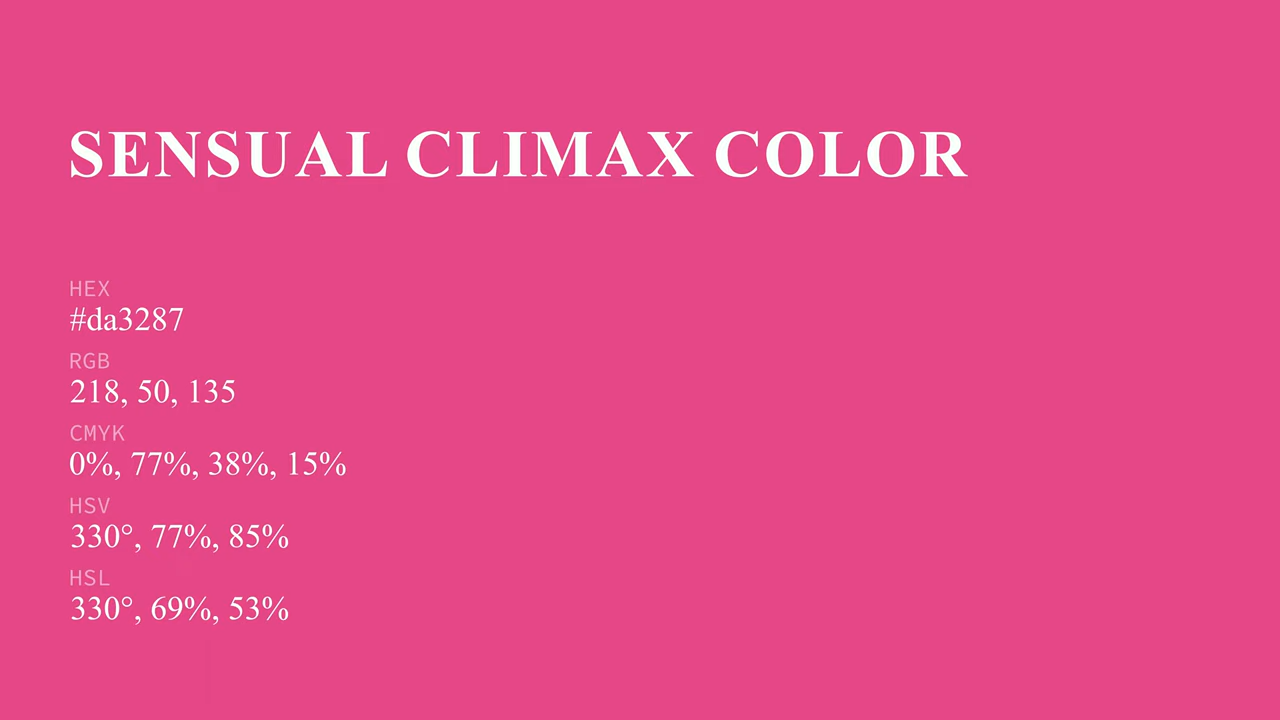 SENSUAL CLIMAX COLOR
HEX
#da3287
RGB
218, 50, 135
CMYK
0%, 77%, 38%, 15%
HSV
330°, 77%, 85%
HSL
330°, 69%, 53%